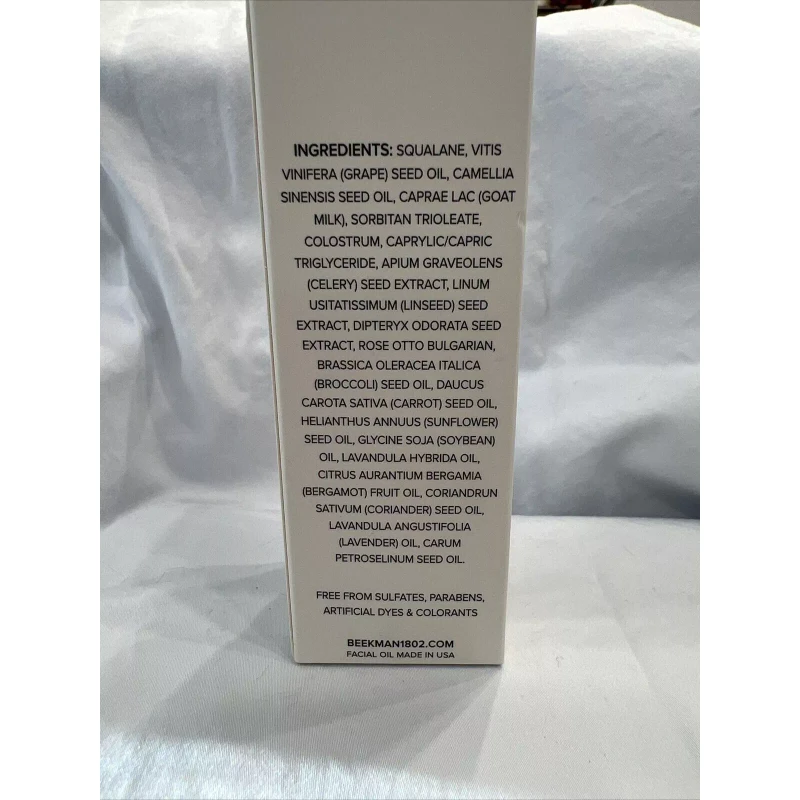 INGREDIENTS: SQUALANE, VITIS
VINIFERA (GRAPE) SEED OIL, CAMELLIA
SINENSIS SEED OIL, CAPRAE LAC (GOAT
MILK), SORBITAN TRIOLEATE,
COLOSTRUM, CAPRYLIC/CAPRIC
TRIGLYCERIDE, APIUM GRAVEOLENS
(CELERY) SEED EXTRACT, LINUM
USITATISSIMUM (LINSEED) SEED
EXTRACT, DIPTERYX ODORATA SEED
EXTRACT, ROSE OTTO BULGARIAN,
BRASSICA OLERACEA ITALICA
(BROCCOLI) SEED OIL, DAUCUS
CAROTA SATIVA (CARROT) SEED OIL,
HELIANTHUS ANNUUS (SUNFLOWER)
SEED OIL, GLYCINE SOJA (SOYBEAN)
OIL, LAVANDULA HYBRIDA OIL,
CITRUS AURANTIUM BERGAMIA
(BERGAMOT) FRUIT OIL, CORIANDRUN
SATIVUM (CORIANDER) SEED OIL,
LAVANDULA ANGUSTIFOLIA
(LAVENDER) OIL, CARUM
PETROSELINUM SEED OIL.
FREE FROM SULFATES, PARABENS,
ARTIFICIAL DYES & COLORANTS
BEEKMAN1802.COM
FACIAL OIL MADE IN USA